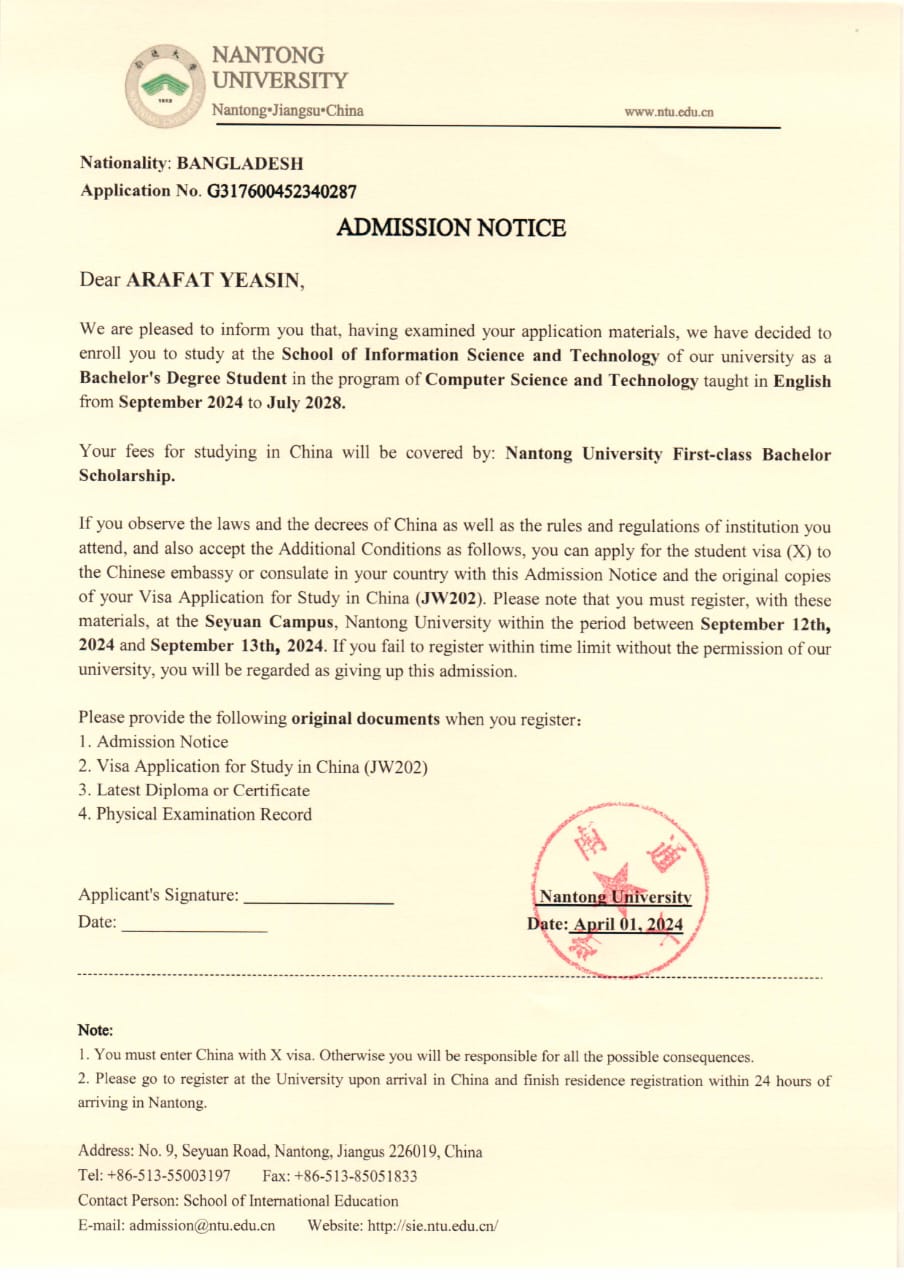 NANTONG
UNIVERSITY
Nantong•Jiangsu•China
www.ntu.edu.cn
1912
Nationality: BANGLADESH
Application No. G317600452340287
ADMISSION NOTICE
Dear ARAFAT YEASIN,
We are pleased to inform you that, having examined your application materials, we have decided to
enroll you to study at the School of Information Science and Technology of our university as a
Bachelor's Degree Student in the program of Computer Science and Technology taught in English
from September 2024 to July 2028.
Your fees for studying in China will be covered by: Nantong University First-class Bachelor
Scholarship.
If you observe the laws and the decrees of China as well as the rules and regulations of institution you
attend, and also accept the Additional Conditions as follows, you can apply for the student visa (X) to
the Chinese embassy or consulate in your country with this Admission Notice and the original copies
of your Visa Application for Study in China (JW202). Please note that you must register, with these
materials, at the Seyuan Campus, Nantong University within the period between September 12th,
2024 and September 13th, 2024. If you fail to register within time limit without the permission of our
university, you will be regarded as giving up this admission.
Please provide the following original documents when you register:
1. Admission Notice
2. Visa Application for Study in China (JW202)
3. Latest Diploma or Certificate
4. Physical Examination Record
南通大学
Applicant's Signature: _______________
Nantong University
Date: _______________
Date: April 01, 2024
Note:
1. You must enter China with X visa. Otherwise you will be responsible for all the possible consequences.
2. Please go to register at the University upon arrival in China and finish residence registration within 24 hours of
arriving in Nantong.
Address: No. 9, Seyuan Road, Nantong, Jiangus 226019, China
Tel: +86-513-55003197 Fax: +86-513-85051833
Contact Person: School of International Education
E-mail: admission@ntu.edu.cn Website: http://sie.ntu.edu.cn/